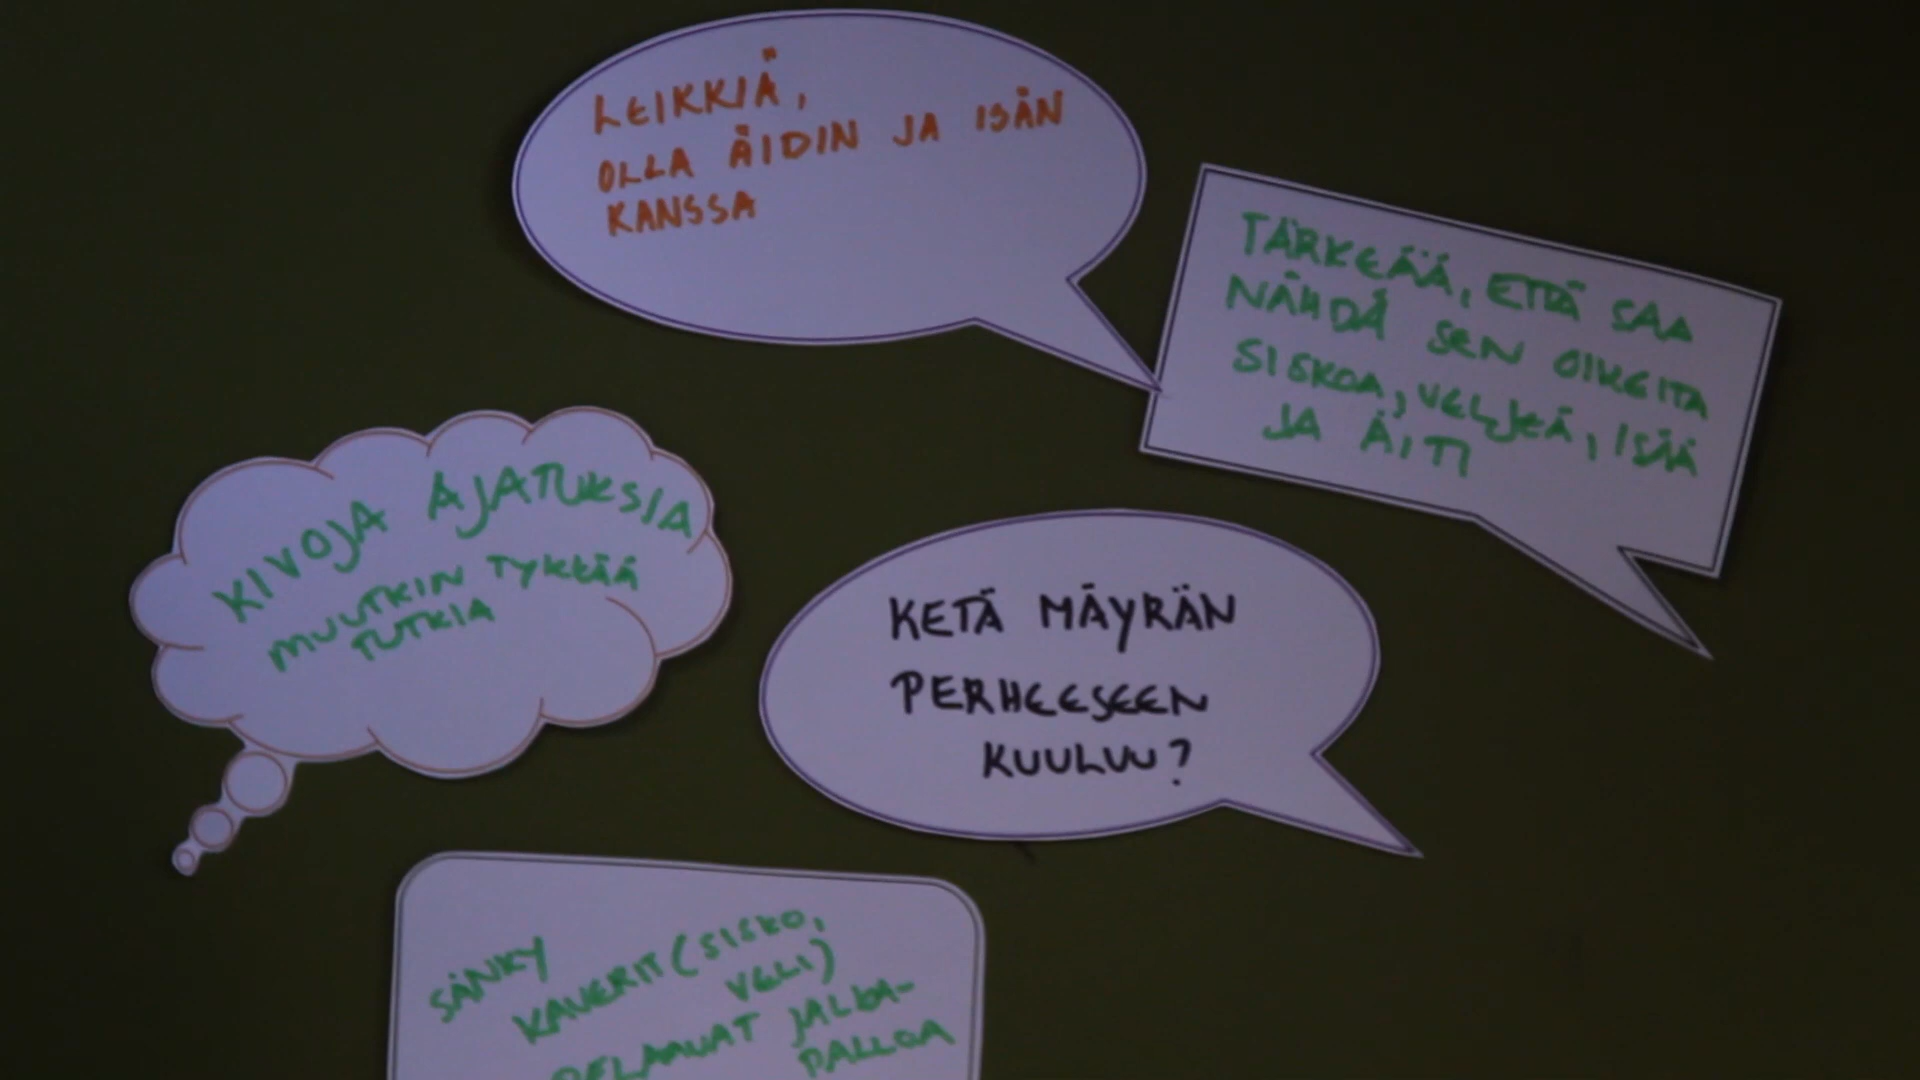 LEIKKIÄ,
OLLA ÄIDIN JA ISÄN
KANSSA
TÄRKEÄÄ, ETTÄ SAA
NÄHDÄ SEN OIKEITA
SISKOA, VELJEÄ, ISÄÄ
JA ÄITI
KIVOJA AJATUKSIA
MUUTKIN TYKKÄÄ
TUTKIA
KETÄ MÄYRÄN
PERHEESEEN
KUULUU?
SÄNKY
KAVERIT (SISKO,
VELI)
PELAAVAT JALKA-
PALLOA